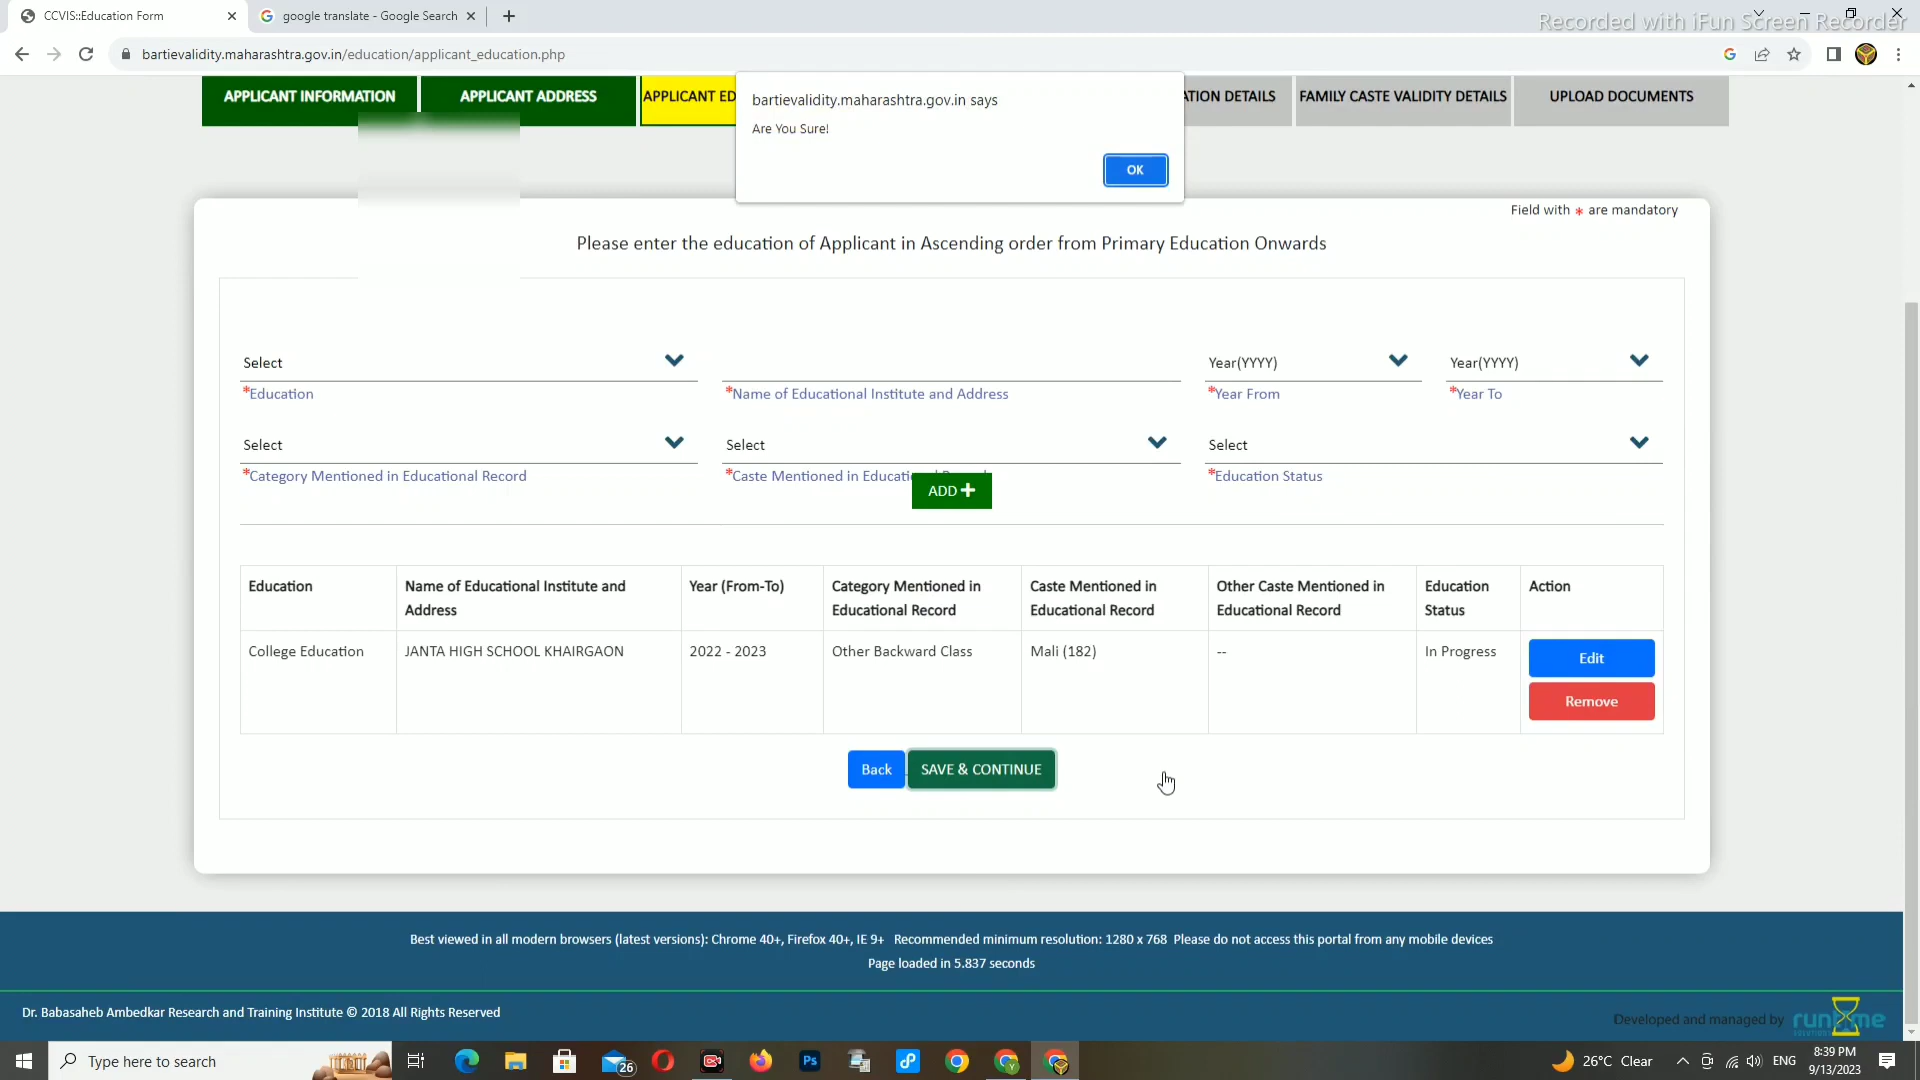 CCVIS::Education Form
google translate - Google Search
Recorded with iFun Screen Recorder
bartievalidity.maharashtra.gov.in/education/applicant_education.php
APPLICANT INFORMATION
APPLICANT ADDRESS
APPLICANT ED
ATION DETAILS
FAMILY CASTE VALIDITY DETAILS
UPLOAD DOCUMENTS
bartievalidity.maharashtra.gov.in says
Are You Sure!
OK
Field with * are mandatory
Please enter the education of Applicant in Ascending order from Primary Education Onwards
Select
Year(YYYY)
Year(YYYY)
*Education
*Name of Educational Institute and Address
*Year From
*Year To
Select
Select
Select
*Category Mentioned in Educational Record
*Caste Mentioned in Educati
*Education Status
ADD
Education
Name of Educational Institute and
Address
Year (From-To)
Category Mentioned in
Educational Record
Caste Mentioned in
Educational Record
Other Caste Mentioned in
Educational Record
Education
Status
Action
College Education
JANTA HIGH SCHOOL KHAIRGAON
2022 - 2023
Other Backward Class
Mali (182)
--
In Progress
Edit
Remove
Back
SAVE & CONTINUE
Best viewed in all modern browsers (latest versions): Chrome 40+, Firefox 40+, IE 9+ Recommended minimum resolution: 1280 x 768 Please do not access this portal from any mobile devices
Page loaded in 5.837 seconds
Dr. Babasaheb Ambedkar Research and Training Institute © 2018 All Rights Reserved
Developed and managed by
Type here to search
26
Ps
26°C Clear
ENG
8:39 PM
9/13/2023